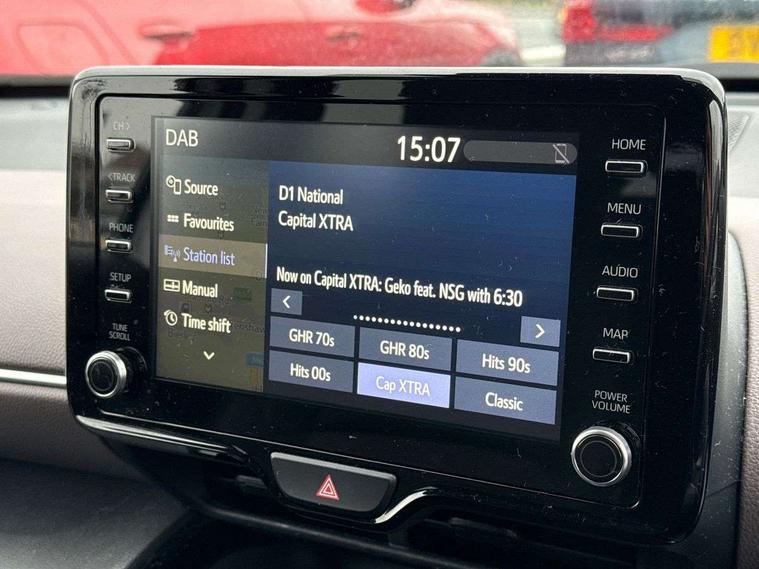 DAB
15:07
CH>
<TRACK
PHONE
SETUP
TUNE
SCROLL
Source
Favourites
Station list
Manual
Time shift
D1 National
Capital XTRA
Now on Capital XTRA: Geko feat. NSG with 6:30
<
>
GHR 70s
GHR 80s
Hits 90s
Hits 00s
Cap XTRA
Classic
HOME
MENU
AUDIO
MAP
POWER
VOLUME